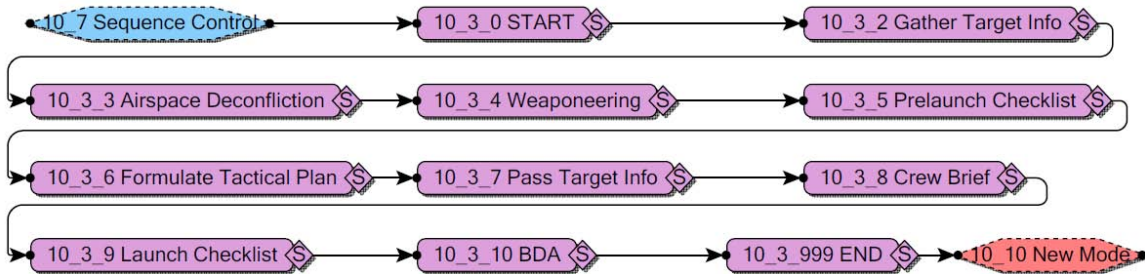 10_7 Sequence Control 10_3_0 START S 10_3_2 Gather Target Info S
10_3_3 Airspace Deconfliction S 10_3_4 Weaponeering S 10_3_5 Prelaunch Checklist S
10_3_6 Formulate Tactical Plan S 10_3_7 Pass Target Info S 10_3_8 Crew Brief S
10_3_9 Launch Checklist S 10_3_10 BDA S 10_3_999 END S 10_10 New Mode